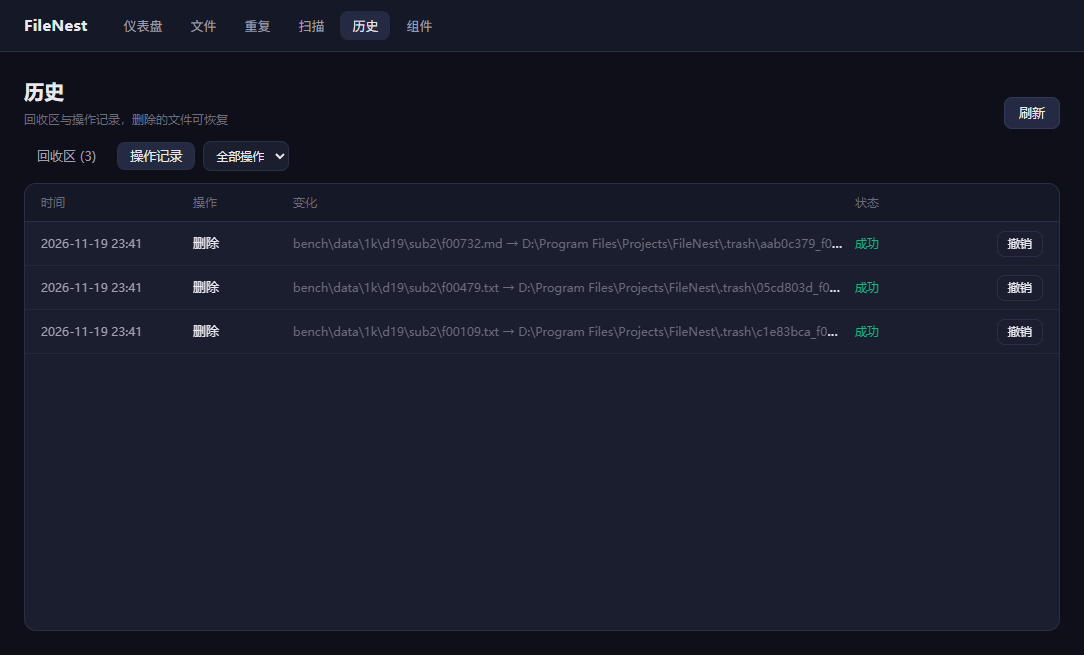 FileNest 仪表盘 文件 重复 扫描 历史 组件
历史
回收区与操作记录，删除的文件可恢复
刷新
回收区 (3) 操作记录 全部操作
时间 操作 变化 状态
2026-11-19 23:41 删除 bench\data\1k\d19\sub2\f00732.md → D:\Program Files\Projects\FileNest\.trash\aab0c379_f0... 成功 撤销
2026-11-19 23:41 删除 bench\data\1k\d19\sub2\f00479.txt → D:\Program Files\Projects\FileNest\.trash\05cd803d_f0... 成功 撤销
2026-11-19 23:41 删除 bench\data\1k\d19\sub2\f00109.txt → D:\Program Files\Projects\FileNest\.trash\c1e83bca_f0... 成功 撤销